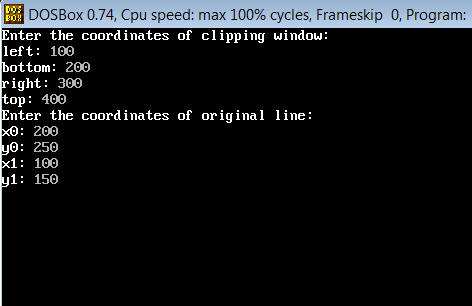 DOS BOX
DOSBox 0.74, Cpu speed: max 100% cycles, Frameskip 0, Program:
Enter the coordinates of clipping window:
left: 100
bottom: 200
right: 300
top: 400
Enter the coordinates of original line:
x0: 200
y0: 250
x1: 100
y1: 150